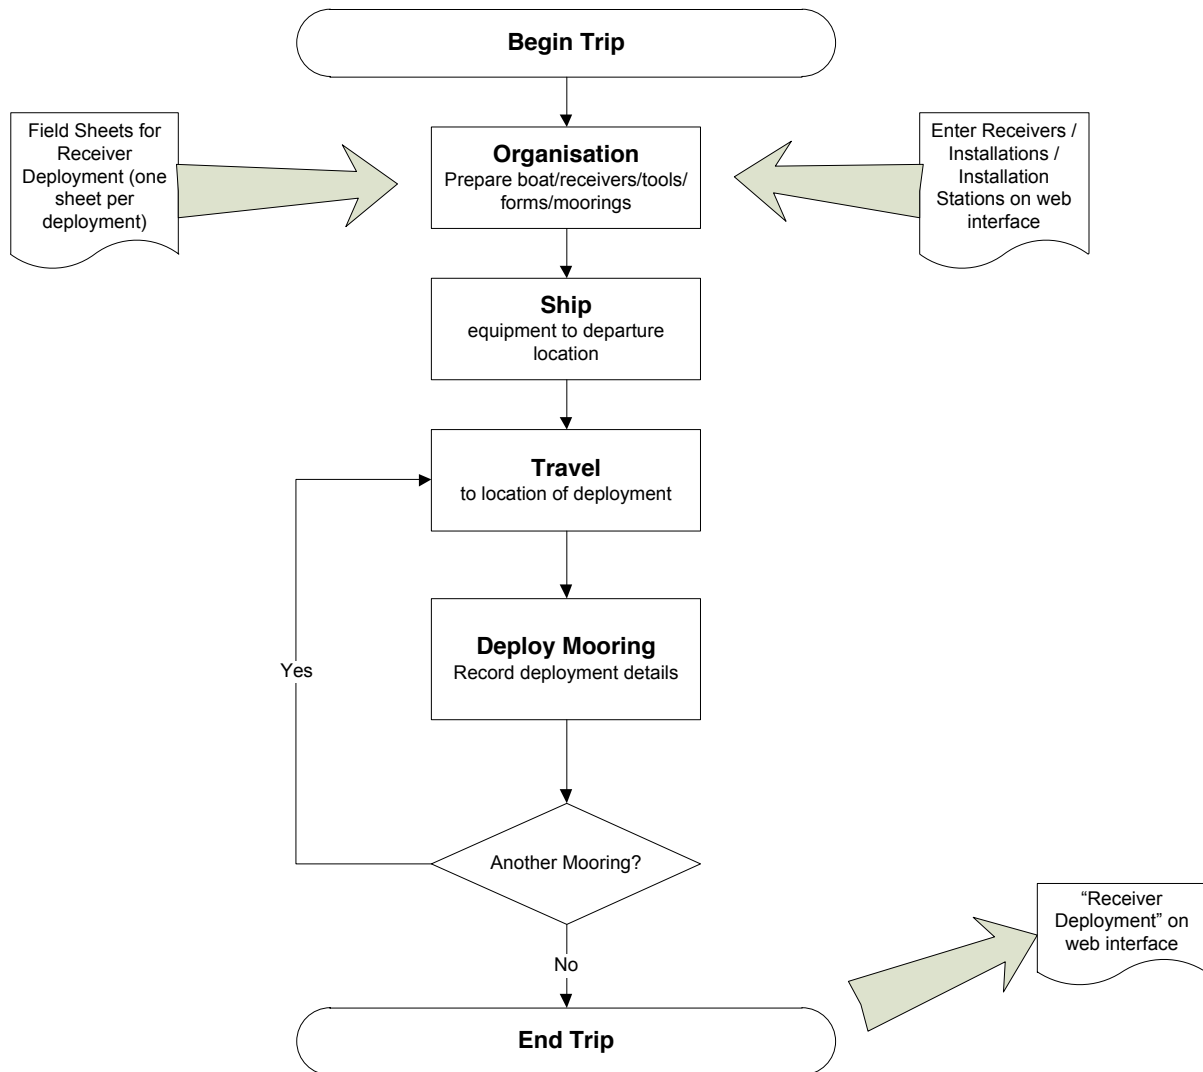 Begin Trip
Field Sheets for
Receiver
Deployment (one
sheet per
deployment)
Organisation
Prepare boat/receivers/tools/
forms/moorings
Enter Receivers /
Installations /
Installation
Stations on web
interface
Ship
equipment to departure
location
Travel
to location of deployment
Deploy Mooring
Record deployment details
Yes
Another Mooring?
No
“Receiver
Deployment” on
web interface
End Trip